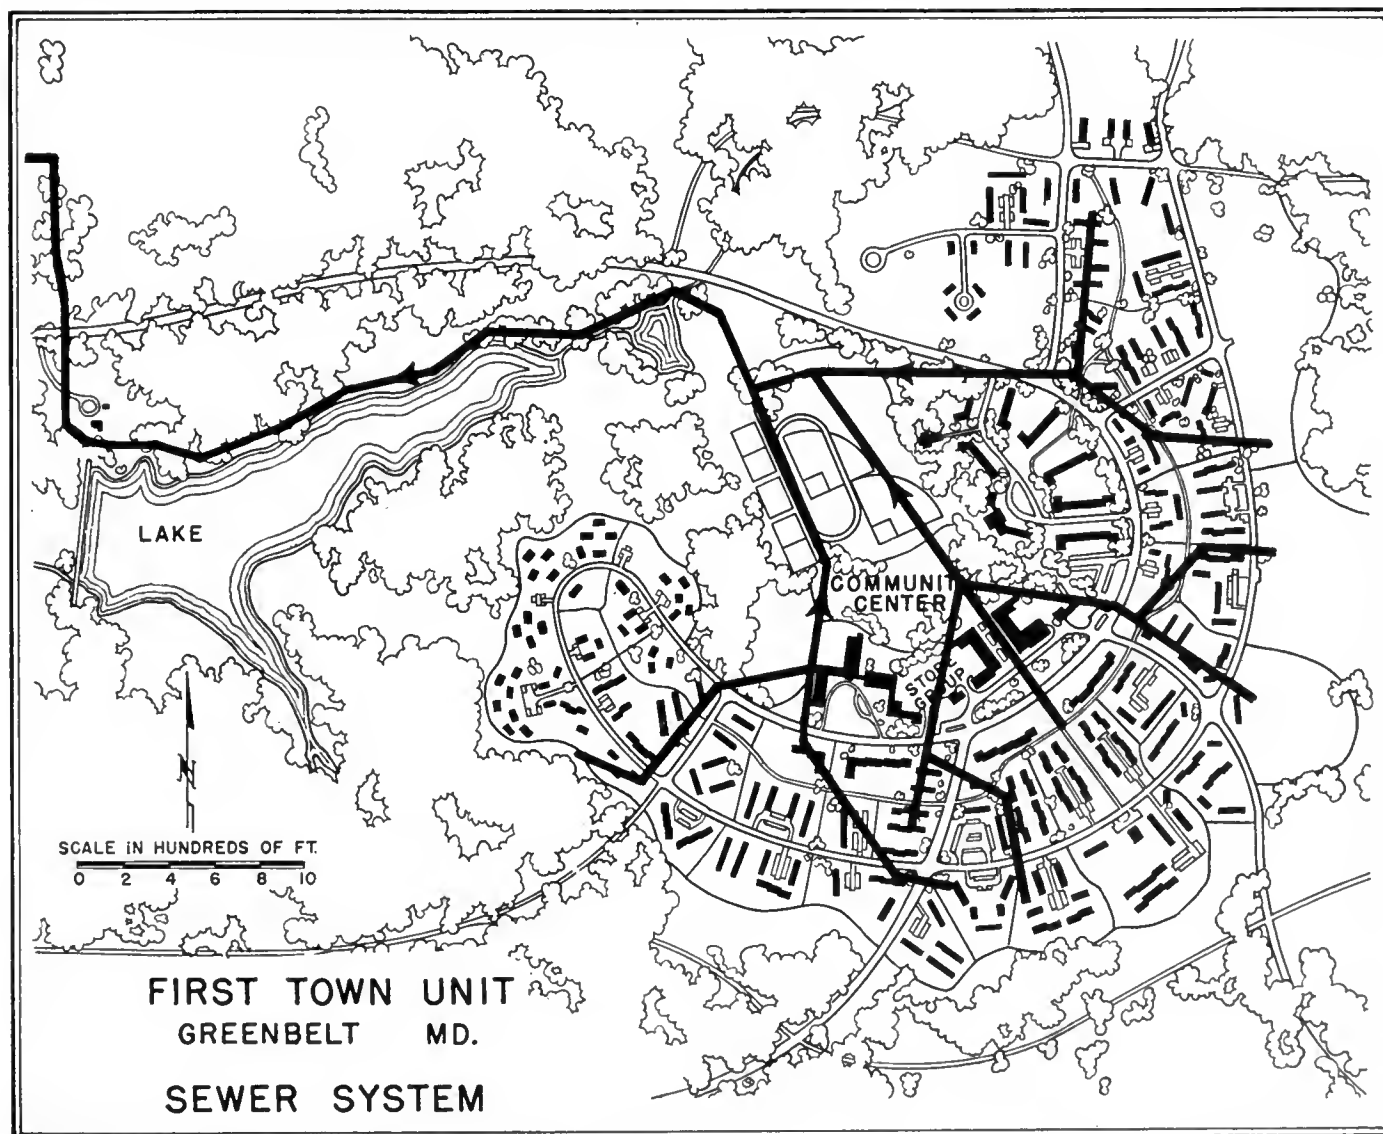 LAKE
COMMUNIT
CENTER
STORE
GROUP
N
SCALE IN HUNDREDS OF FT.
0 2 4 6 8 10
FIRST TOWN UNIT
GREENBELT MD.
SEWER SYSTEM